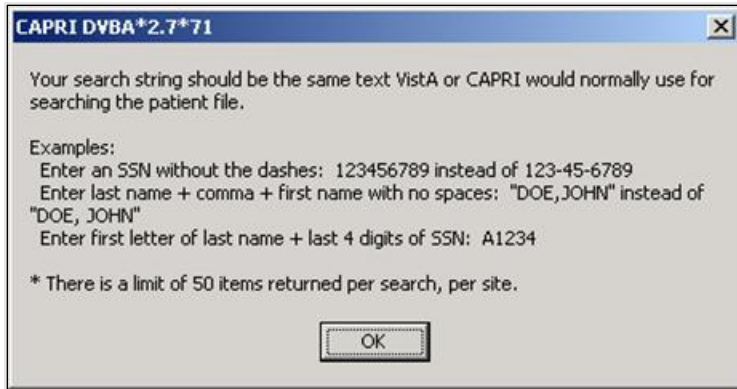 CAPRI DVBA*2.7*71
Your search string should be the same text VistA or CAPRI would normally use for
searching the patient file.
Examples:
Enter an SSN without the dashes: 123456789 instead of 123-45-6789
Enter last name + comma + first name with no spaces: "DOE,JOHN" instead of
"DOE, JOHN"
Enter first letter of last name + last 4 digits of SSN: A1234
* There is a limit of 50 items returned per search, per site.
OK